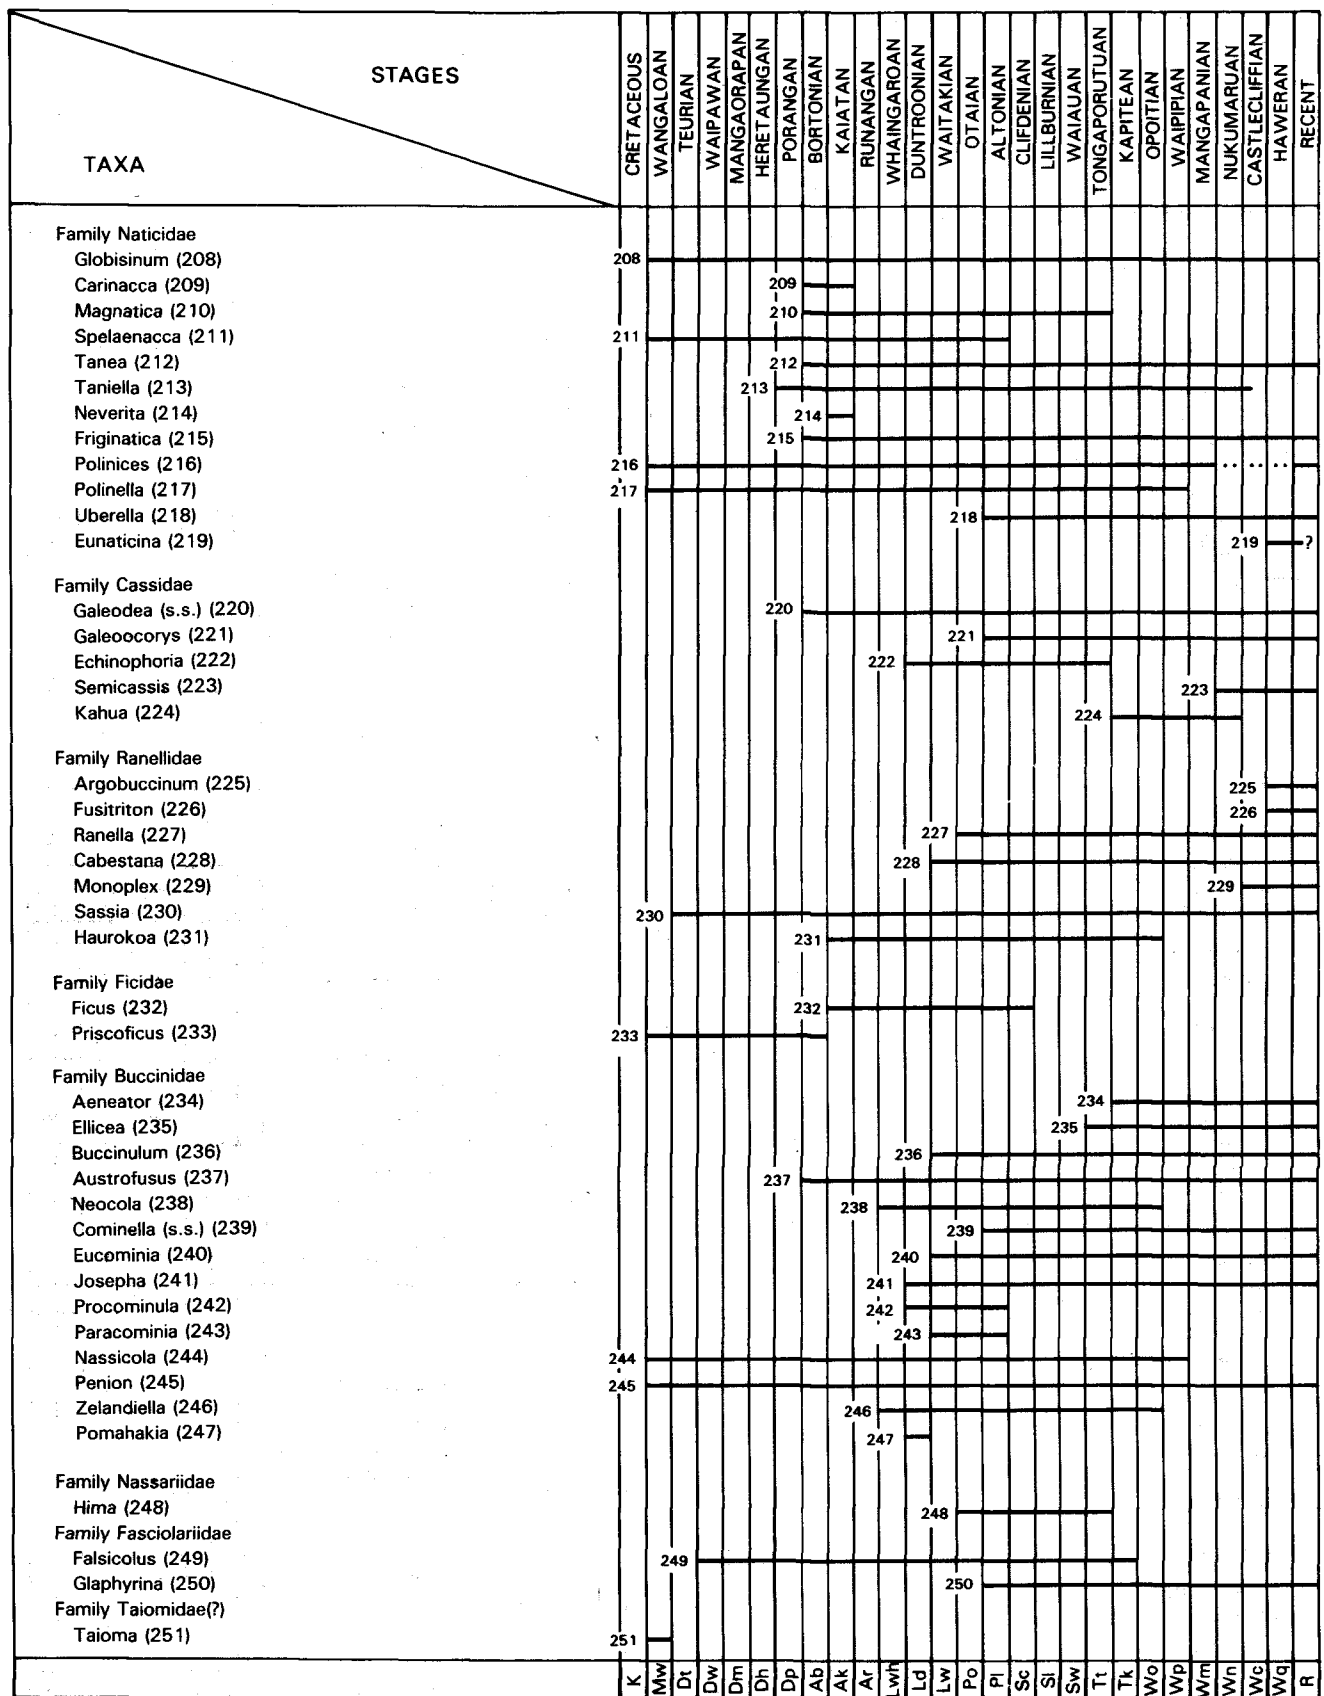 STAGES
TAXA
CRETACEOUS
WANGALOAN
TEURIAN
WAIPAWAN
MANGAORAPAN
HERETAUNGAN
PORANGAN
BORTONIAN
KAIATAN
RUNANGAN
WHAINGAROAN
DUNTROONIAN
WAITAKIAN
OTAIAN
ALTONIAN
CLIFDENIAN
LILLBURNIAN
WAIAUAN
TONGAPORUTUAN
KAPITEAN
OPOITIAN
WAIPIPIAN
MANGAPANIAN
NUKUMARUAN
CASTLECLIFFIAN
HAWERAN
RECENT
Family Naticidae
Globisinum (208) 208
Carinacca (209) 209
Magnatica (210) 210
Spelaenacca (211) 211
Tanea (212) 212
Taniella (213) 213
Neverita (214) 214
Friginatica (215) 215
Polinices (216) 216
Polinella (217) 217
Uberella (218) 218
Eunaticina (219) 219 ?
Family Cassidae
Galeodea (s.s.) (220) 220
Galeoocorys (221) 221
Echinophoria (222) 222
Semicassis (223) 223
Kahua (224) 224
Family Ranellidae
Argobuccinum (225) 225
Fusitriton (226) 226
Ranella (227) 227
Cabestana (228) 228
Monoplex (229) 229
Sassia (230) 230
Haurokoa (231) 231
Family Ficidae
Ficus (232) 232
Priscoficus (233) 233
Family Buccinidae
Aeneator (234) 234
Ellicea (235) 235
Buccinulum (236) 236
Austrofusus (237) 237
Neocola (238) 238
Cominella (s.s.) (239) 239
Eucominia (240) 240
Josepha (241) 241
Procominula (242) 242
Paracominia (243) 243
Nassicola (244) 244
Penion (245) 245
Zelandiella (246) 246
Pomahakia (247) 247
Family Nassariidae
Hima (248) 248
Family Fasciolariidae
Falsicolus (249) 249
Glaphyrina (250) 250
Family Taiomidae(?)
Taioma (251) 251
K Mw Dt Dw Dm Dh Dp Ab Ak Ar Lwh Ld Lw Po Pl Sc Sl Sw Tt Tk Wo Wp Wm Wn Wc Wq R